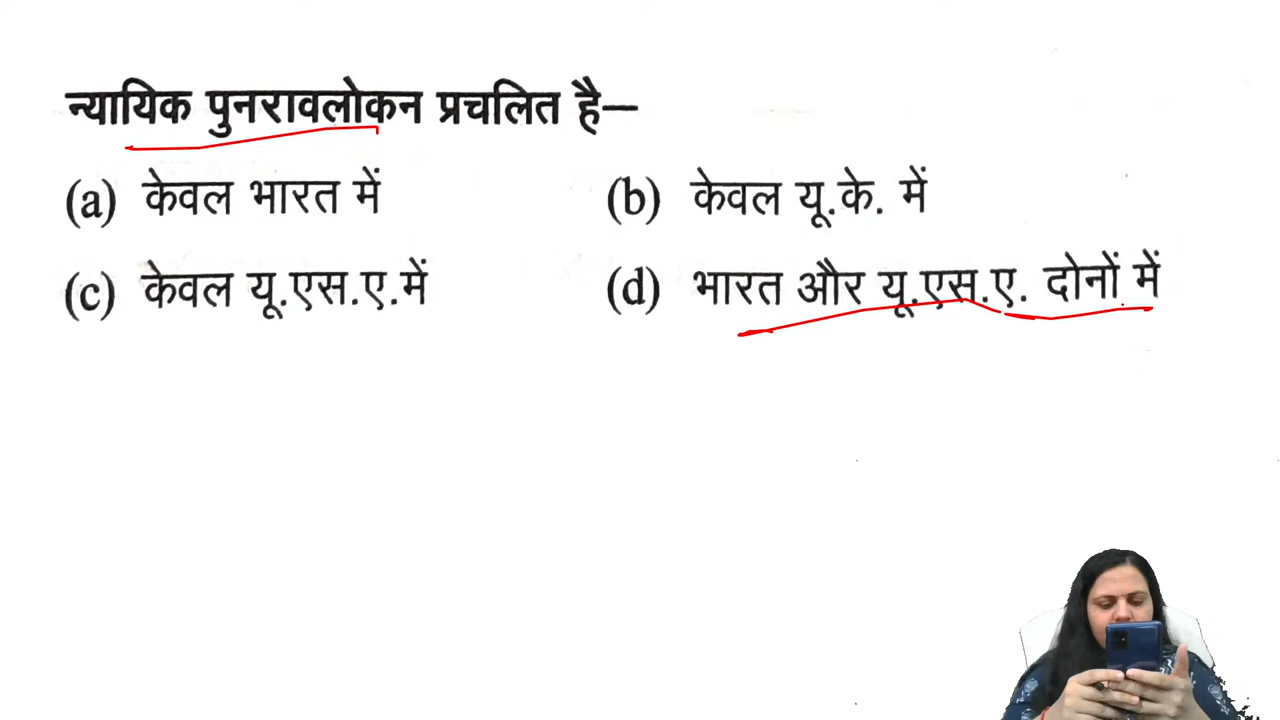 न्यायिक पुनरावलोकन प्रचलित है—
(a) केवल भारत में (b) केवल यू.के. में
(c) केवल यू.एस.ए.में (d) भारत और यू.एस.ए. दोनों में